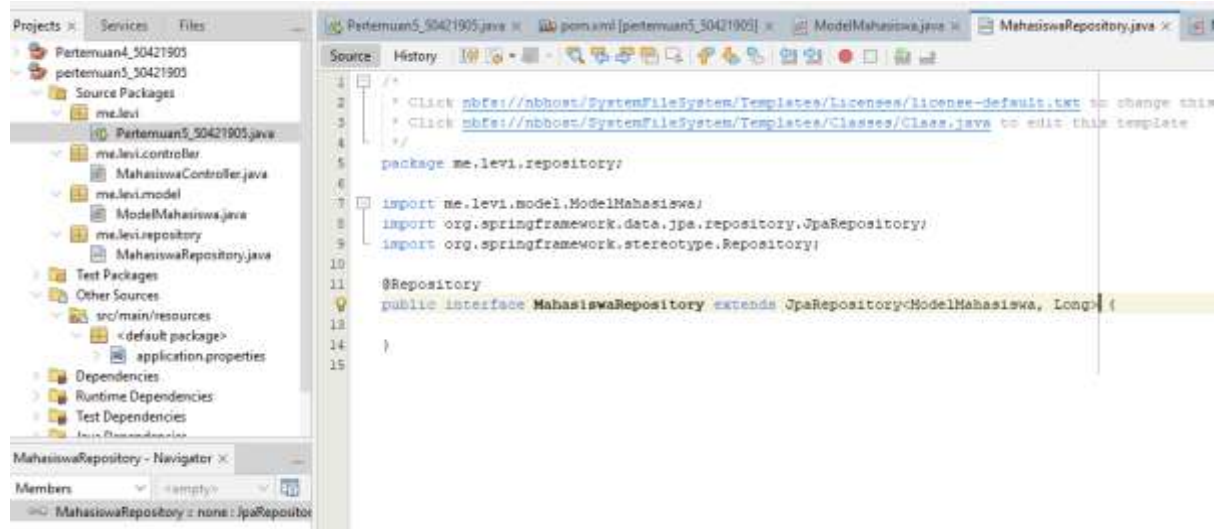 Projects × Services Files
Pertemuan4_50421905
pertemuan5_50421905
Source Packages
me.levi
Pertemuan5_50421905.java
me.levi.controller
MahasiswaController.java
me.levi.model
ModelMahasiswa.java
me.levi.repository
MahasiswaRepository.java
Test Packages
Other Sources
src/main/resources
<default package>
application.properties
Dependencies
Runtime Dependencies
Test Dependencies
Java Dependencies
MahasiswaRepository - Navigator ×
Members <empty>
MahasiswaRepository :: none : JpaRepositor
Pertemuan5_50421905.java × pom.xml [pertemuan5_50421905] × ModelMahasiswa.java × MahasiswaRepository.java ×
Source History
1 /*
2 * Click nbfs://nbhost/SystemFileSystem/Templates/Licenses/license-default.txt to change this
3 * Click nbfs://nbhost/SystemFileSystem/Templates/Classes/Class.java to edit this template
4 */
5 package me.levi.repository;
6
7 import me.levi.model.ModelMahasiswa;
8 import org.springframework.data.jpa.repository.JpaRepository;
9 import org.springframework.stereotype.Repository;
10
11 @Repository
public interface MahasiswaRepository extends JpaRepository<ModelMahasiswa, Long> {
13
14 }
15